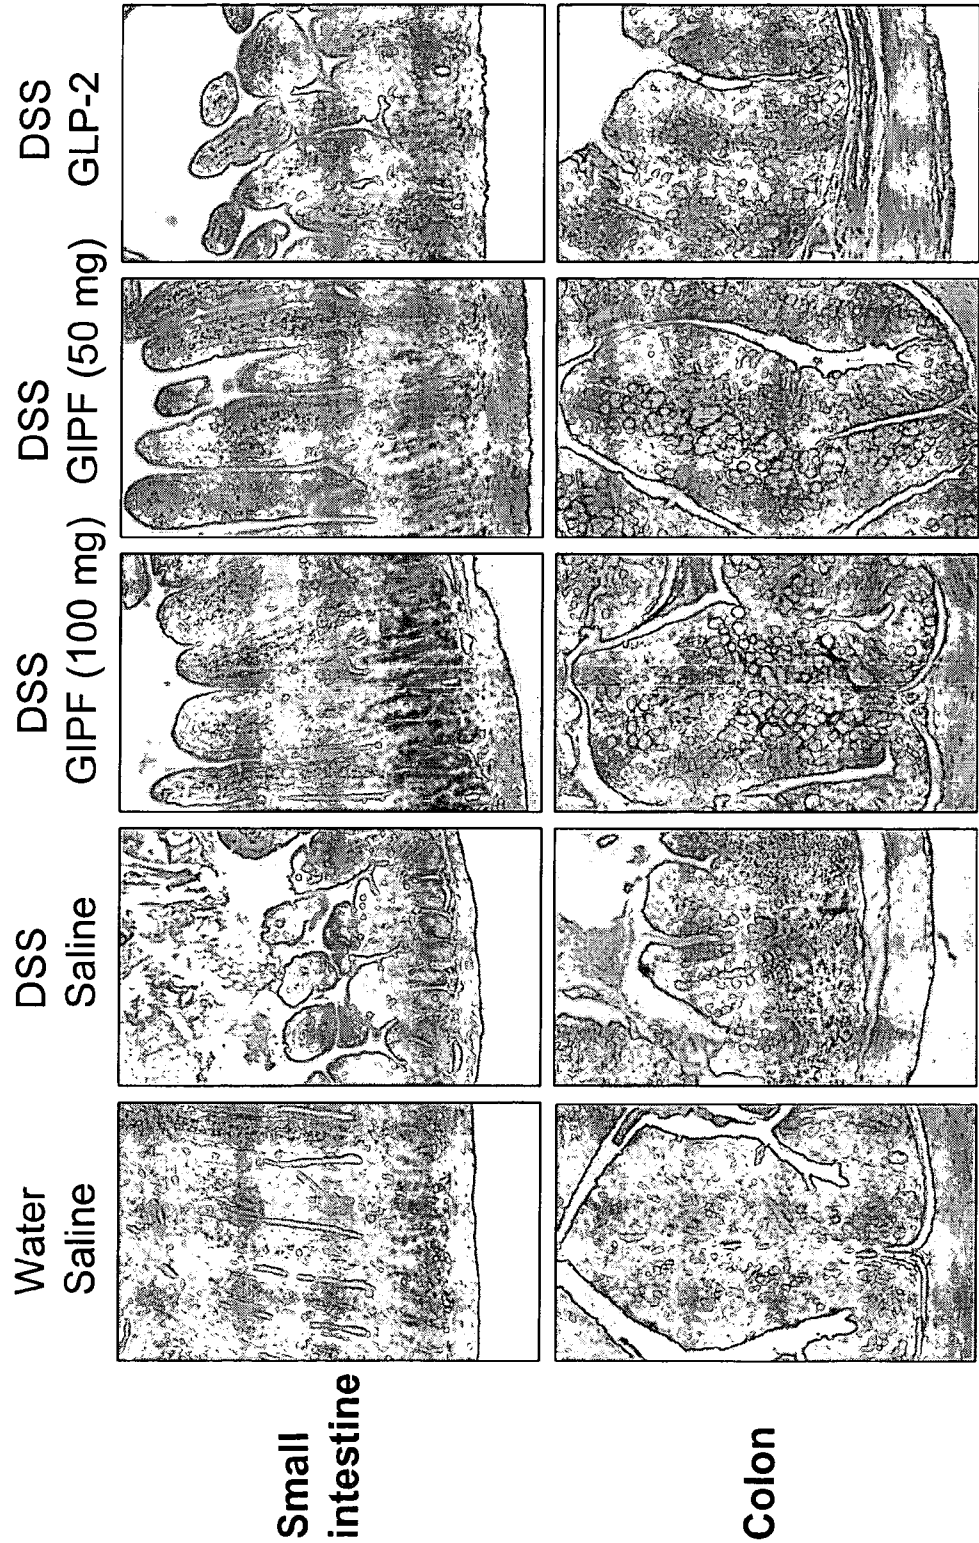 Water
Saline
DSS
Saline
DSS
GIPF (100 mg)
DSS
GIPF (50 mg)
DSS
GLP-2
Small
intestine
Colon